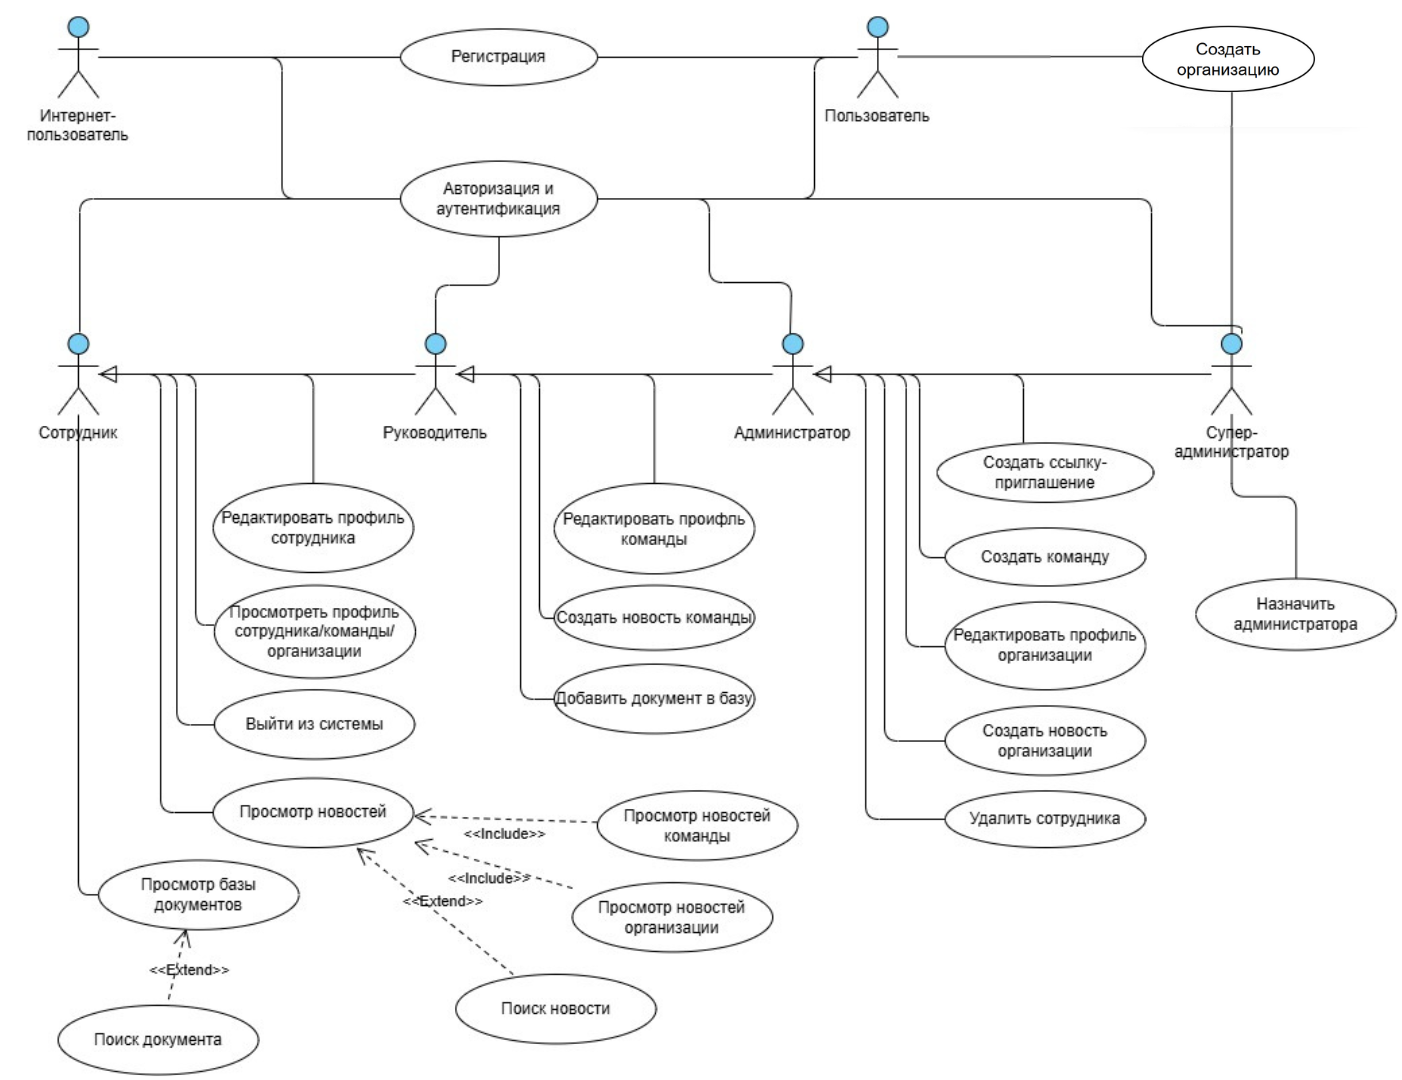 Регистрация
Создать
организацию
Интернет-
пользователь
Пользователь
Авторизация и
аутентификация
Сотрудник
Руководитель
Администратор
Супер-
администратор
Создать ссылку-
приглашение
Редактировать профиль
сотрудника
Редактировать проифль
команды
Создать команду
Просмотреть профиль
сотрудника/команды/
организации
Создать новость команды
Назначить
администратора
Редактировать профиль
организации
Выйти из системы
Добавить документ в базу
Создать новость
организации
Просмотр новостей
<<Include>>
Просмотр новостей
команды
Удалить сотрудника
Просмотр базы
документов
<<Include>>
<<Extend>>
Просмотр новостей
организации
<<Extend>>
Поиск новости
Поиск документа